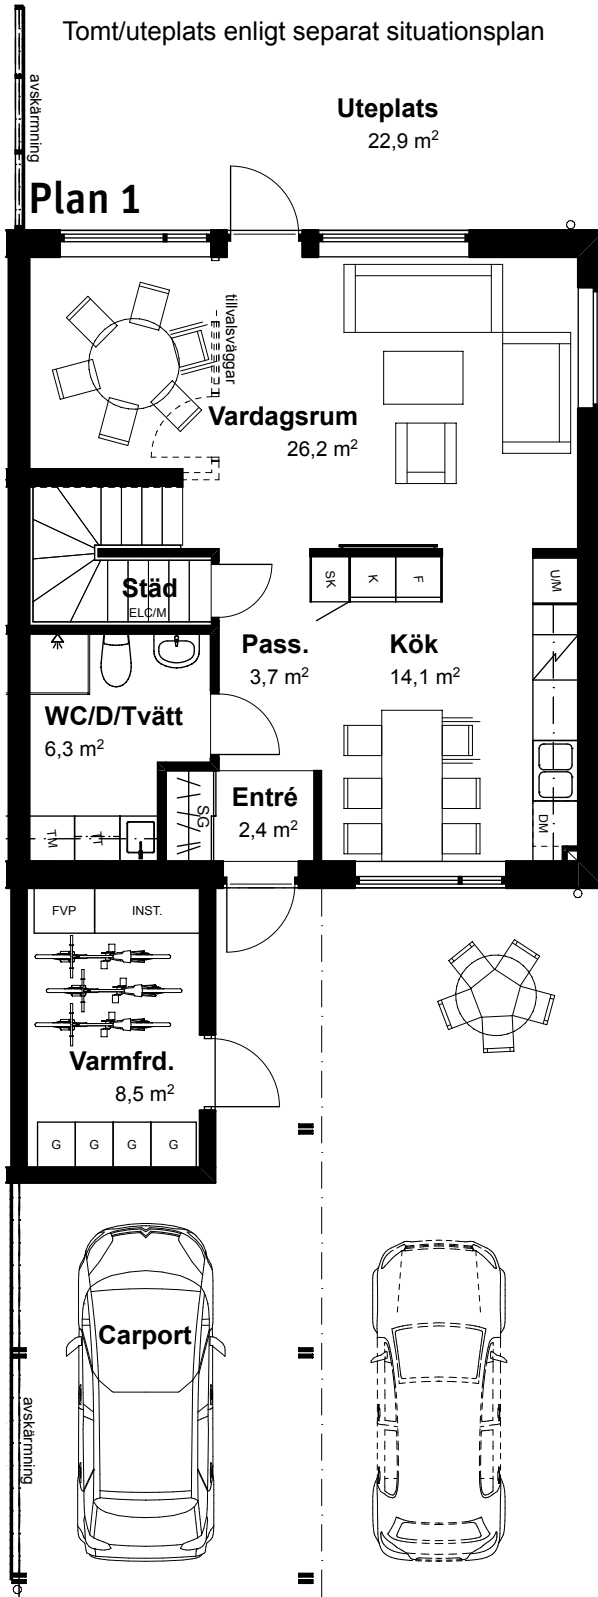 Tomt/uteplats enligt separat situationsplan
avskärmning
Uteplats
22,9 m²
Plan 1
tillvalsväggar
Vardagsrum
26,2 m²
Städ
ELC/M
SK
K
F
U/M
Pass.
3,7 m²
Kök
14,1 m²
WC/D/Tvätt
6,3 m²
Entré
2,4 m²
SG
TM
TT
DM
FVP
INST.
Varmfrd.
8,5 m²
G
G
G
G
Carport
avskärmning